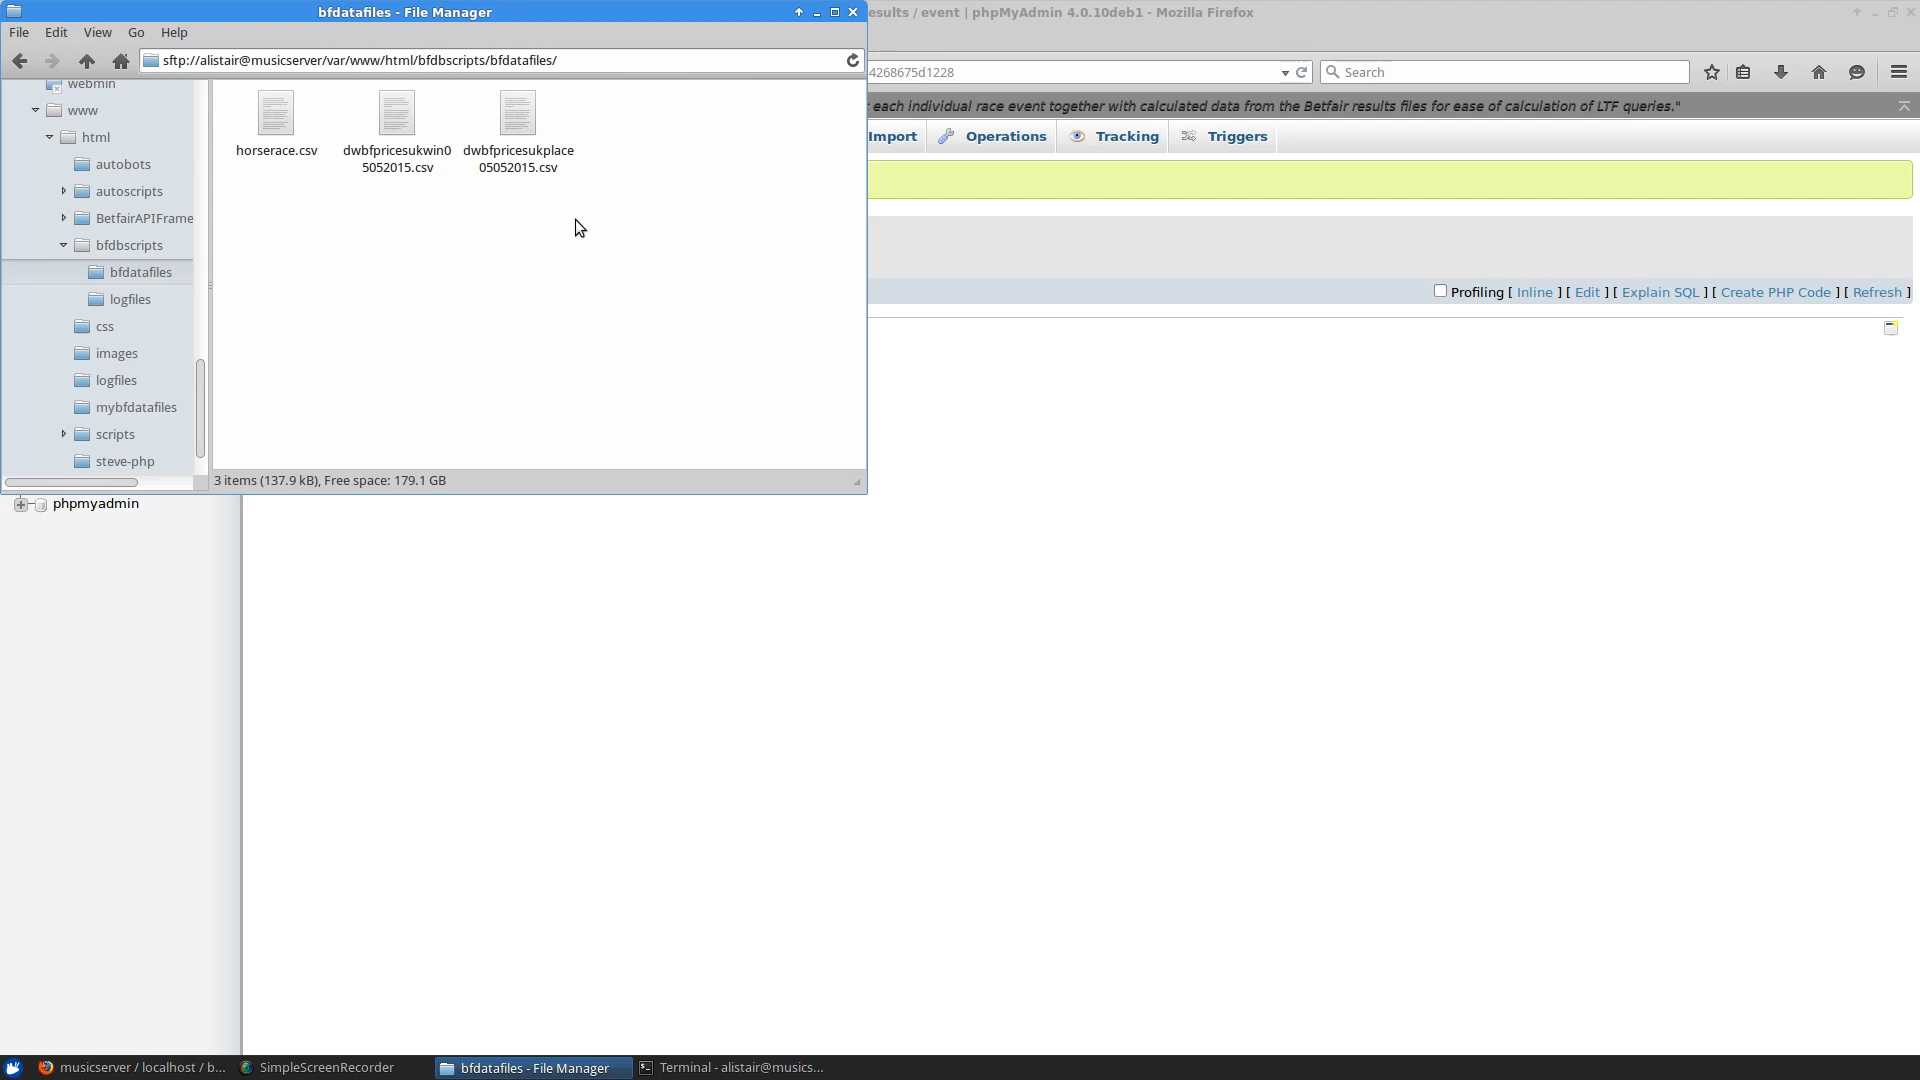 bfdatafiles - File Manager
esults / event | phpMyAdmin 4.0.10deb1 - Mozilla Firefox
File Edit View Go Help
sftp://alistair@musicserver/var/www/html/bfdbscripts/bfdatafiles/
4268675d1228
Search
webmin
www
html
autobots
autoscripts
BetfairAPIFrame
bfdbscripts
bfdatafiles
logfiles
css
images
logfiles
mybfdatafiles
scripts
steve-php
horserace.csv
dwbfpricesukwin0
5052015.csv
dwbfpricesukplace
05052015.csv
3 items (137.9 kB), Free space: 179.1 GB
each individual race event together with calculated data from the Betfair results files for ease of calculation of LTF queries."
Import Operations Tracking Triggers
Profiling [ Inline ] [ Edit ] [ Explain SQL ] [ Create PHP Code ] [ Refresh ]
phpmyadmin
musicserver / localhost / b... SimpleScreenRecorder bfdatafiles - File Manager Terminal - alistair@musics...